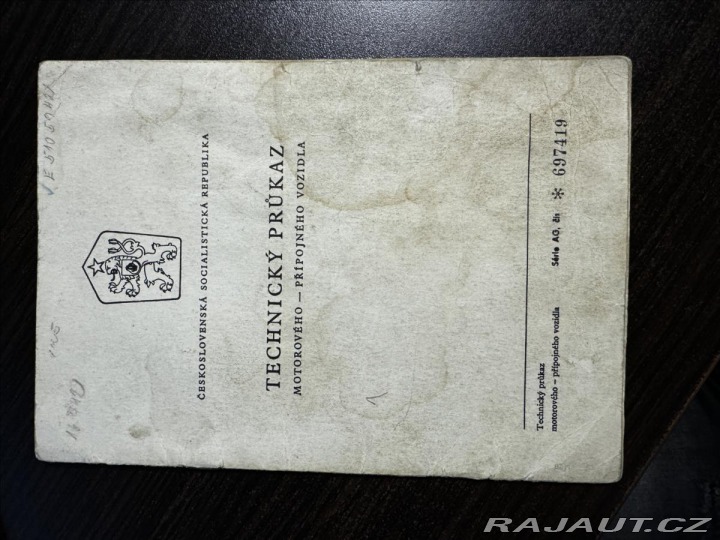 ČESKOSLOVENSKÁ SOCIALISTICKÁ REPUBLIKA
TECHNICKÝ PRŮKAZ
MOTOROVÉHO — PŘÍPOJNÉHO VOZIDLA
Technický průkaz
motorového – přípojného vozidla Série AO, čís ✻ 697419
RAJAUT.CZ